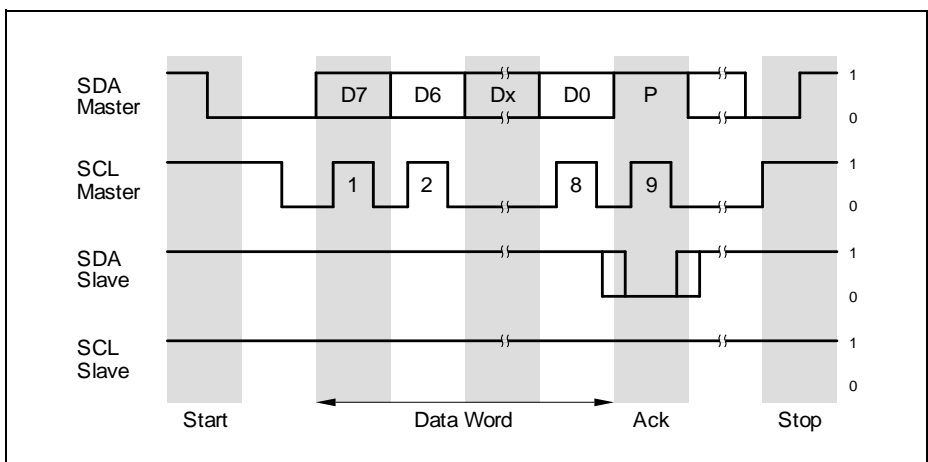 SDA
Master
D7 D6 Dx D0 P
1
0
SCL
Master
1 2 8 9
1
0
SDA
Slave
1
0
SCL
Slave
1
0
Start Data Word Ack Stop